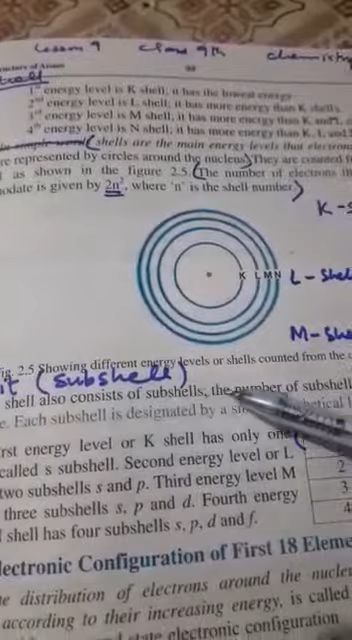 Lesson 9 Class 9th chemistry
ructure of Atoms
1st energy level is K shell, it has the lowest energy
2nd energy level is L shell, it has more energy than K shell
3rd energy level is M shell, it has more energy than K and L
4th energy level is N shell, it has more energy than K, L and
shells are the main energy levels that electron
re represented by circles around the nucleus. They are counted
as shown in the figure 2.5. The number of electrons
modate is given by 2n², where 'n' is the shell number
K-S
K L M N
L-Shel
M-She
ig. 2.5 Showing different energy levels or shells counted from the
it (subshell)
shell also consists of subshells, the number of subshell
e. Each subshell is designated by a
rst energy level or K shell has only one
called s subshell. Second energy level or L
two subshells s and p. Third energy level M
three subshells s, p and d. Fourth energy
shell has four subshells s, p, d and f.
2
3
4
lectronic Configuration of First 18 Eleme
e distribution of electrons around the nucle
according to their increasing energy, is called
state electronic configuration